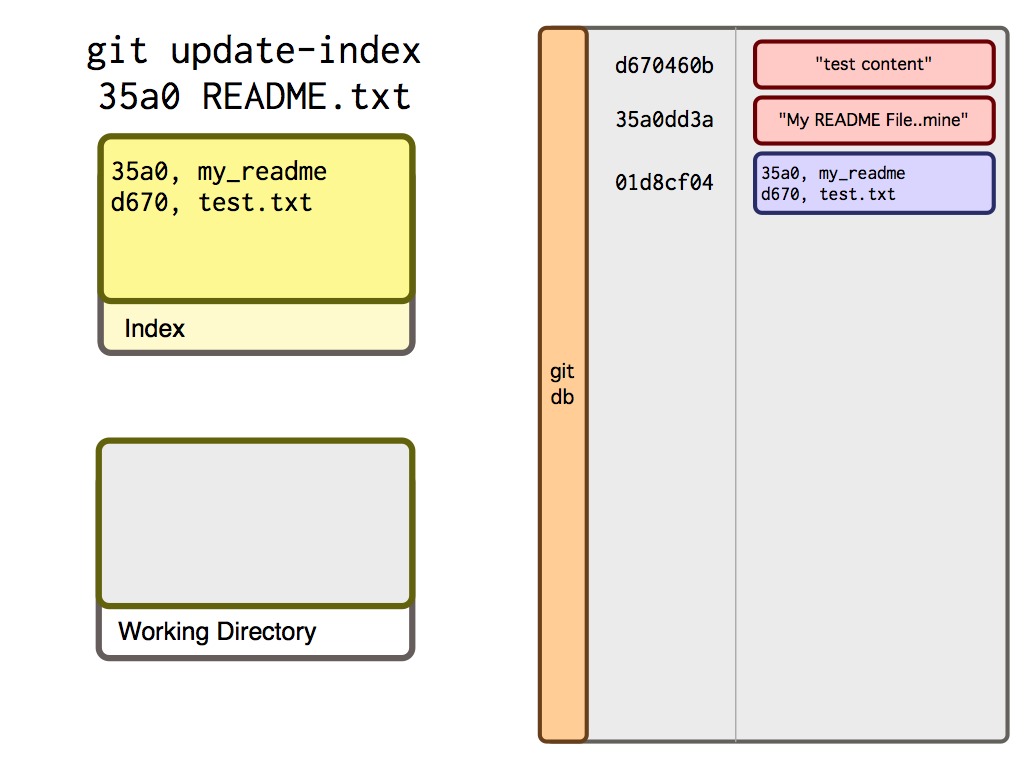 git update-index
35a0 README.txt
35a0, my_readme
d670, test.txt
Index
Working Directory
git
db
d670460b
"test content"
35a0dd3a
"My README File..mine"
01d8cf04
35a0, my_readme
d670, test.txt